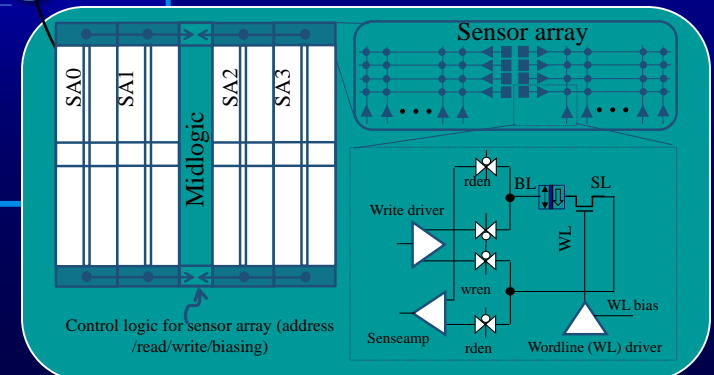 Sensor array
SA0
SA1
Midlogic
SA2
SA3
rden
BL
SL
Write driver
WL
wren
WL bias
Control logic for sensor array (address
/read/write/biasing)
Senseamp
rden
Wordline (WL) driver